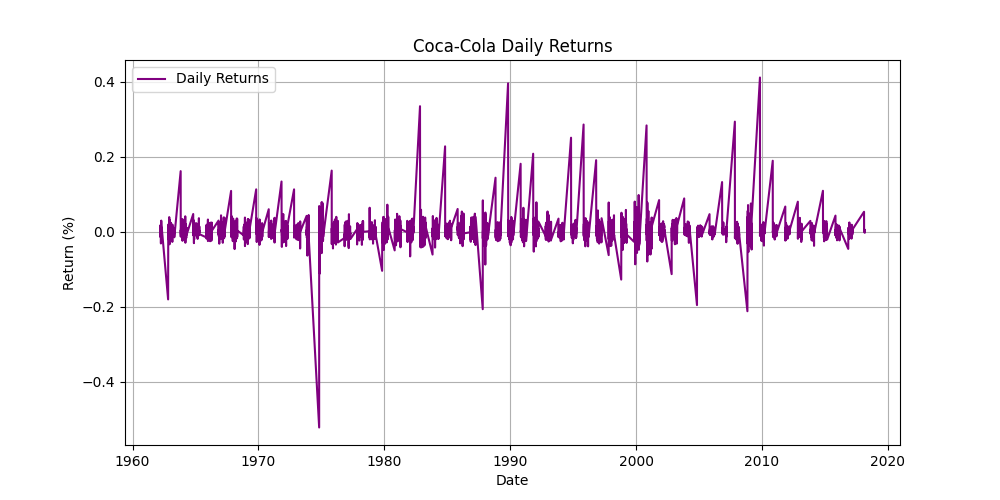 Coca-Cola Daily Returns
Daily Returns
Return (%)
0.4
0.2
0.0
−0.2
−0.4
1960 1970 1980 1990 2000 2010 2020
Date